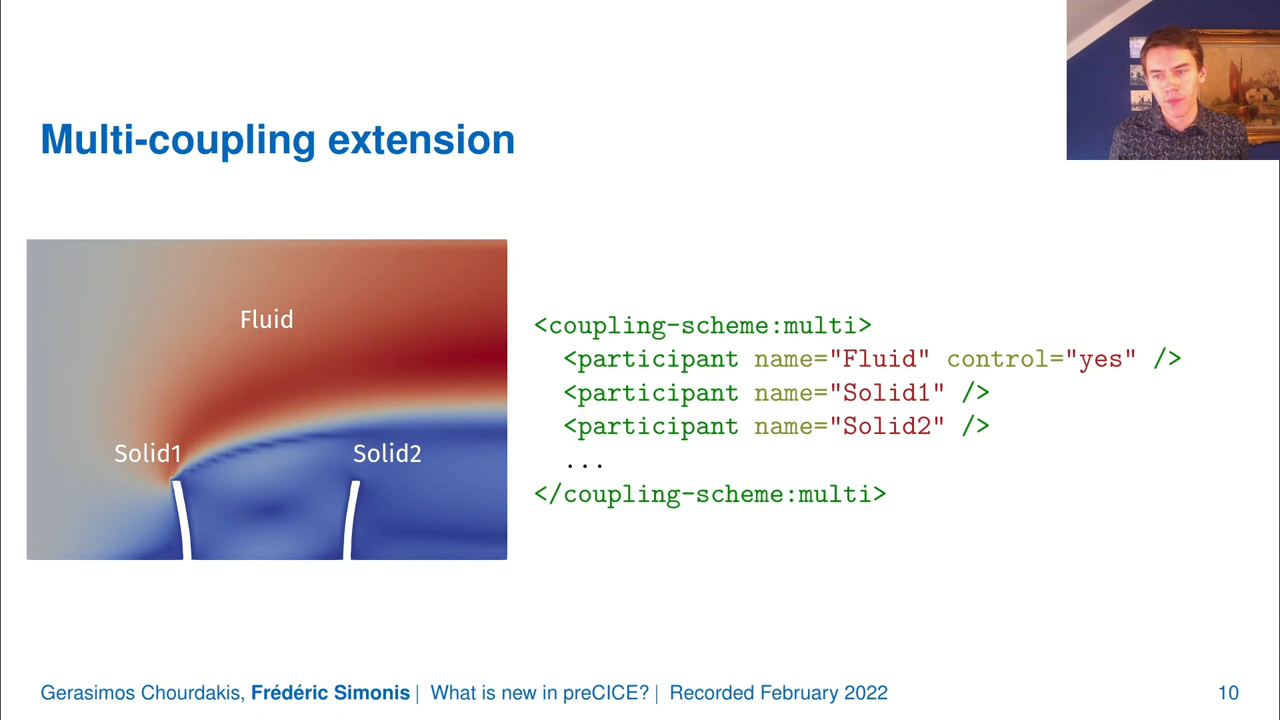 Multi-coupling extension
Fluid
Solid1
Solid2
<coupling-scheme:multi>
<participant name="Fluid" control="yes" />
<participant name="Solid1" />
<participant name="Solid2" />
...
</coupling-scheme:multi>
Gerasimos Chourdakis, Frédéric Simonis | What is new in preCICE? | Recorded February 2022
10